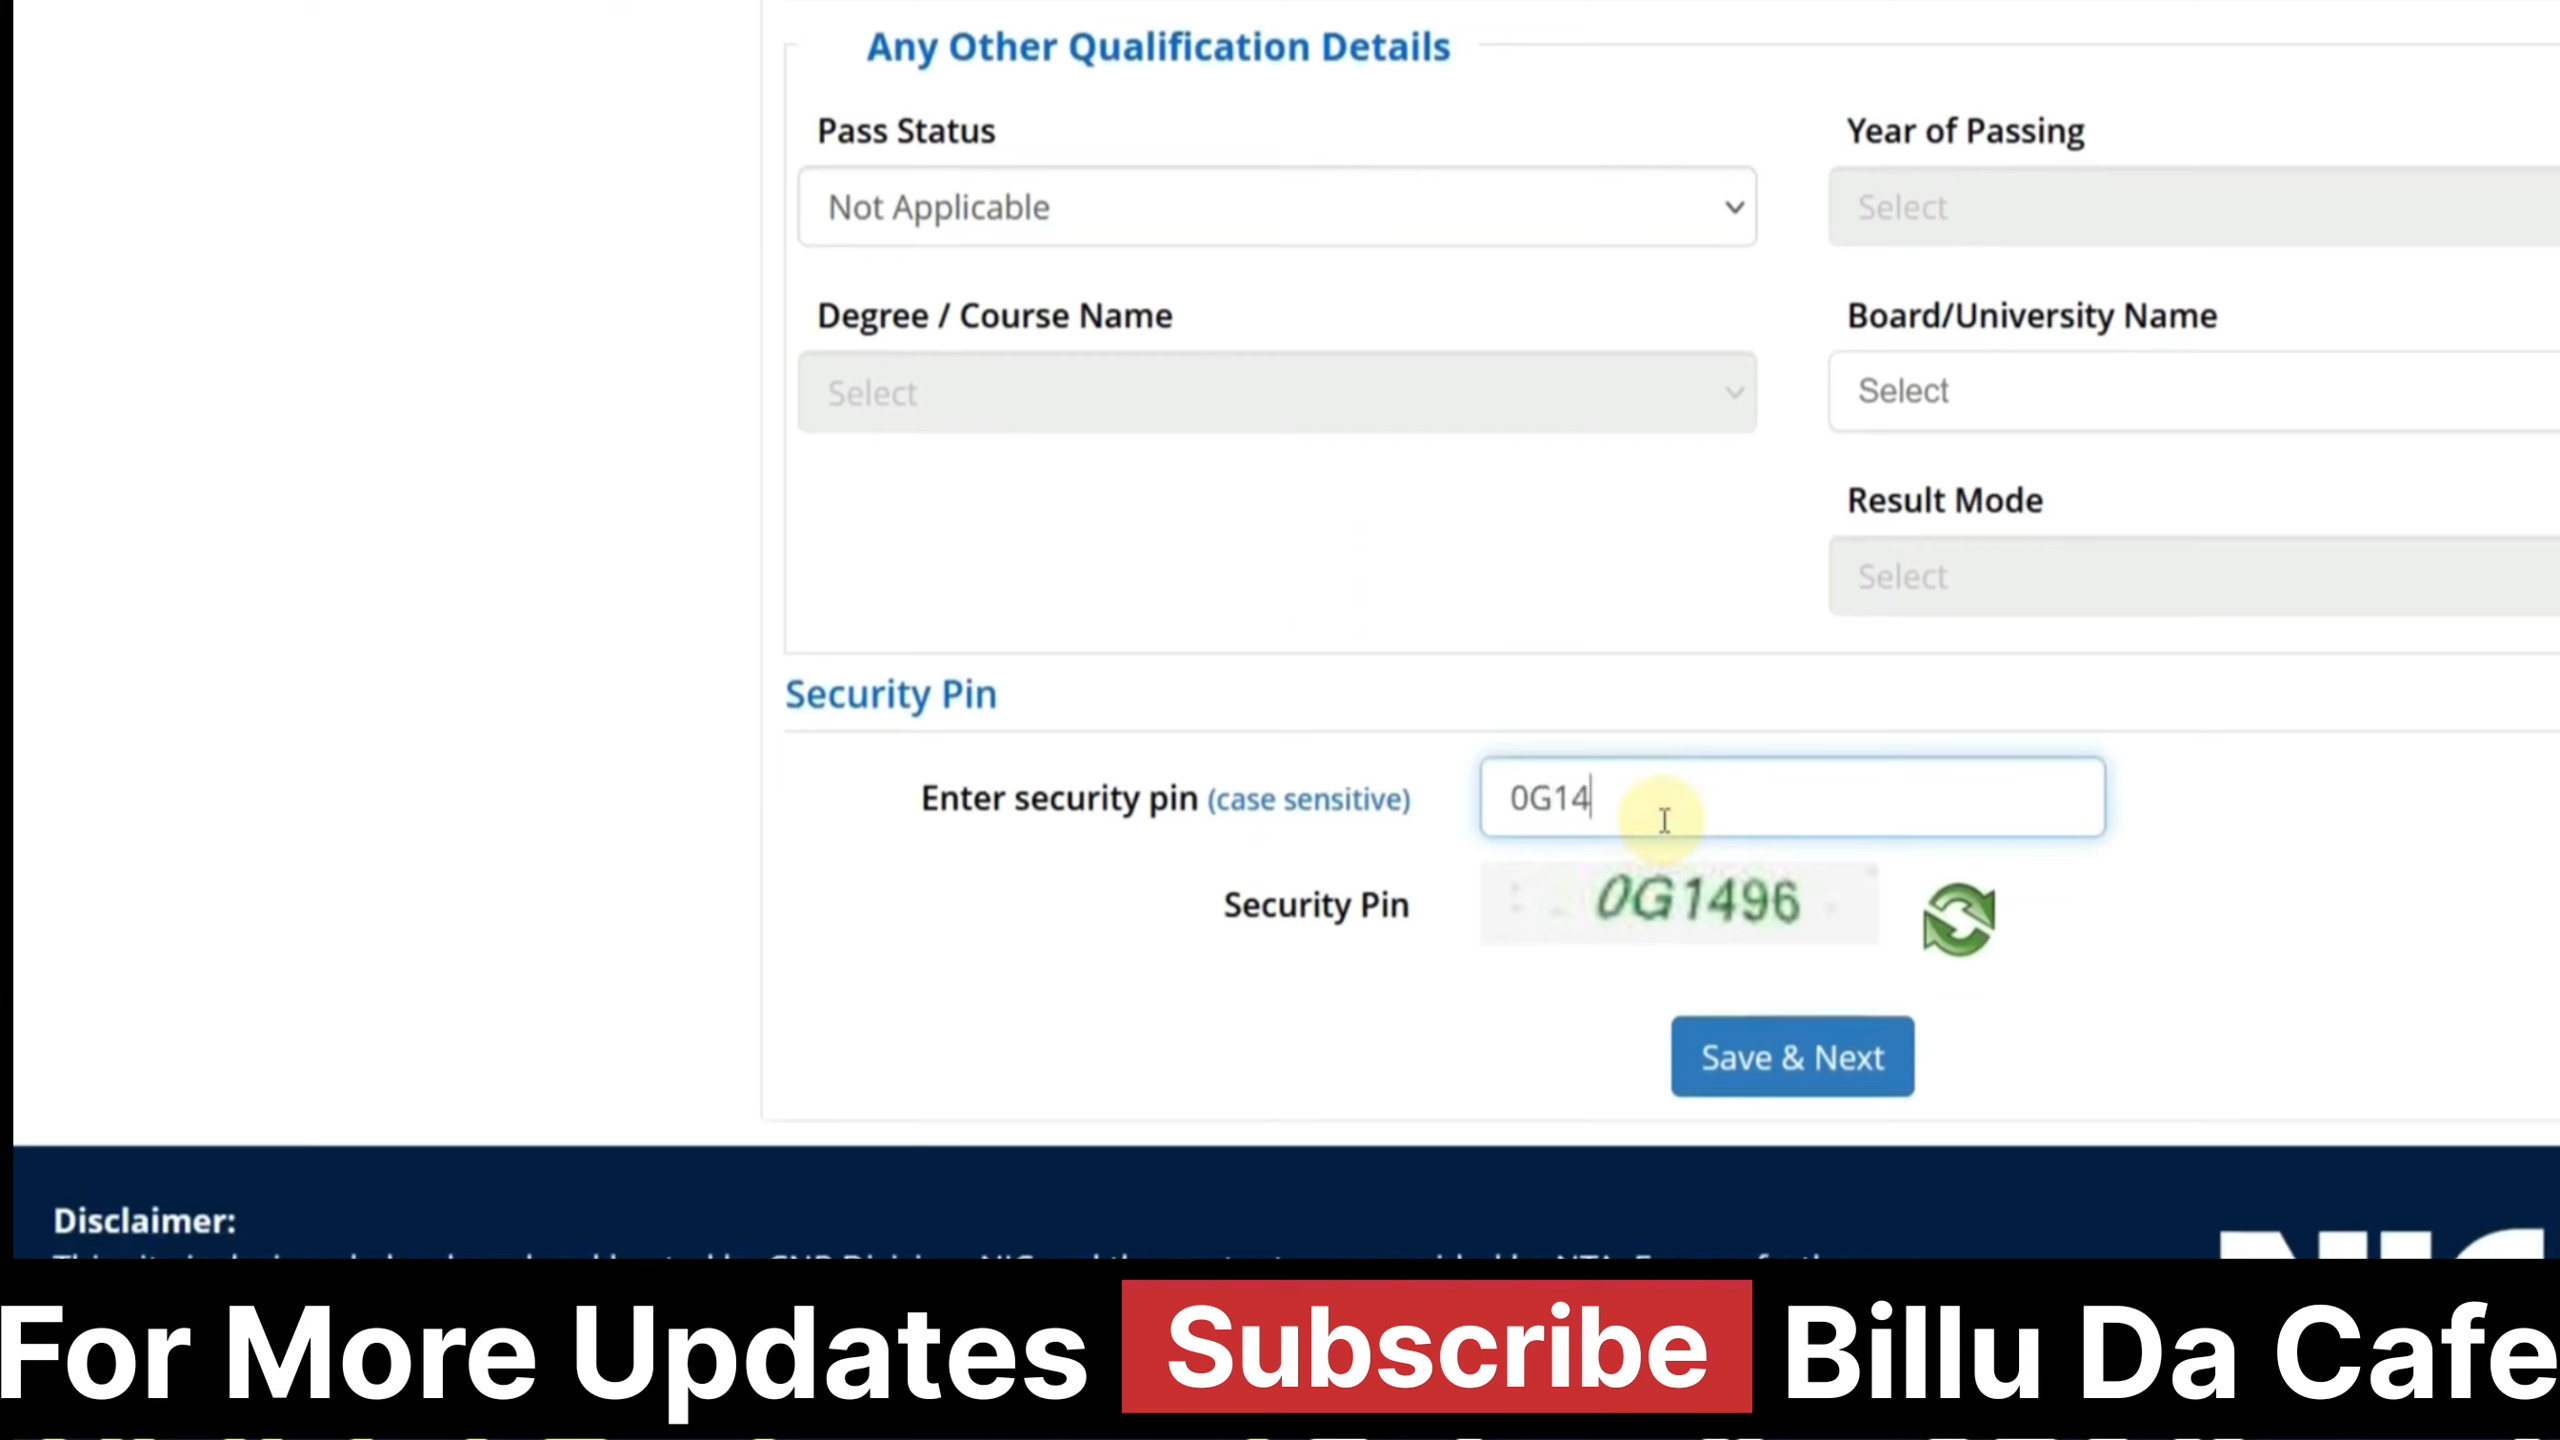 Any Other Qualification Details
Pass Status
Year of Passing
Not Applicable
Select
Degree / Course Name
Board/University Name
Select
Select
Result Mode
Select
Security Pin
Enter security pin (case sensitive)
0G14
Security Pin
0G1496
Save & Next
Disclaimer:
For More Updates Subscribe Billu Da Cafe